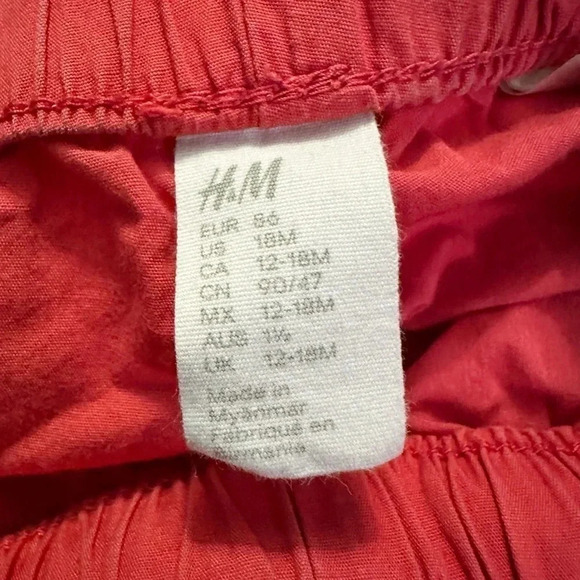 H&M
EUR 86
US 18M
CA 12-18M
CN 90/47
MX 12-18M
AUS 1½
UK 12-18M
Made in
Myanmar
Fabriqué en
Birmanie